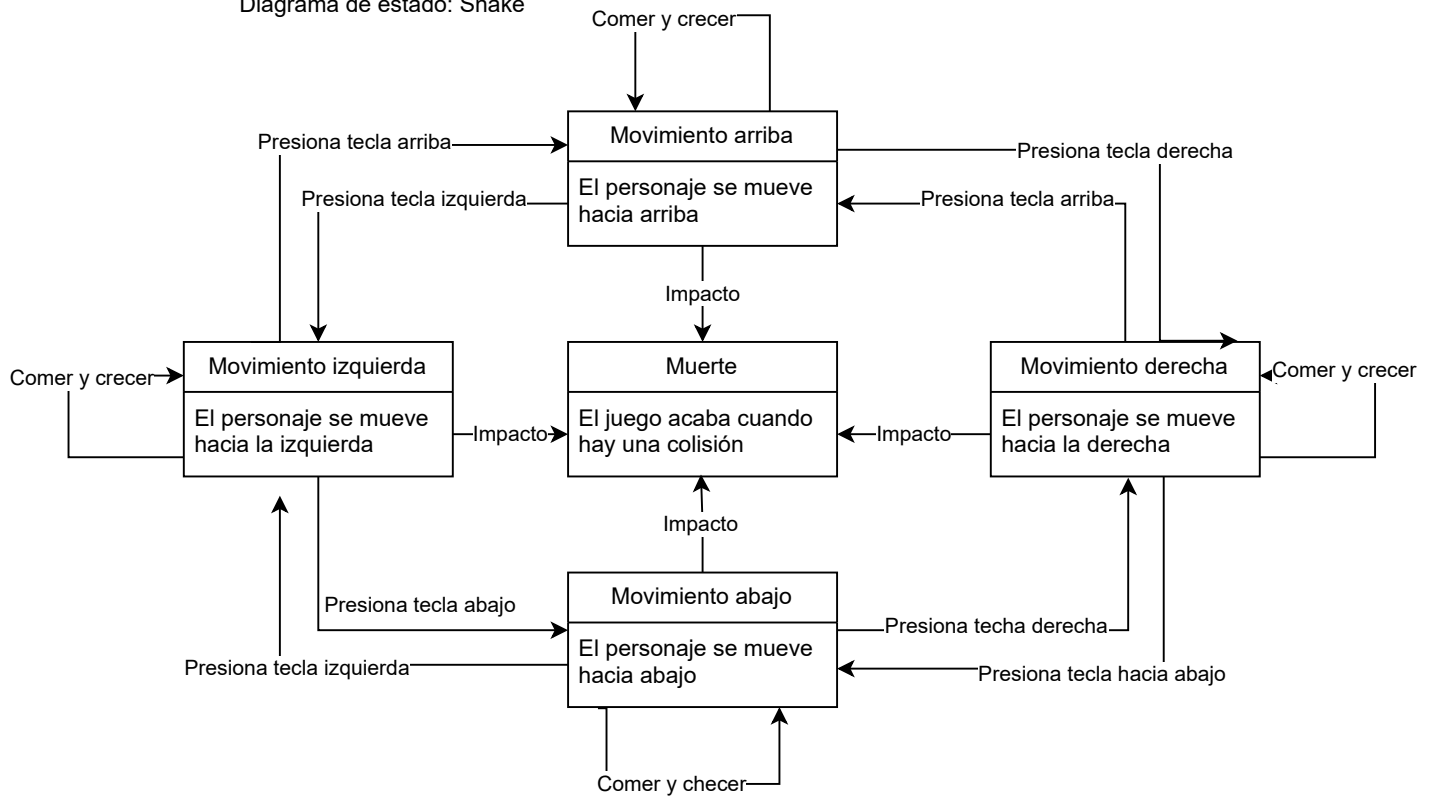 Diagrama de estado: Snake
Comer y crecer
Movimiento arriba
Presiona tecla arriba
Presiona tecla derecha
El personaje se mueve
hacia arriba
Presiona tecla izquierda
Presiona tecla arriba
Impacto
Movimiento izquierda
Muerte
Movimiento derecha
Comer y crecer
Comer y crecer
El personaje se mueve
hacia la izquierda
Impacto
El juego acaba cuando
hay una colisión
Impacto
El personaje se mueve
hacia la derecha
Impacto
Movimiento abajo
Presiona tecla abajo
Presiona techa derecha
El personaje se mueve
hacia abajo
Presiona tecla izquierda
Presiona tecla hacia abajo
Comer y checer